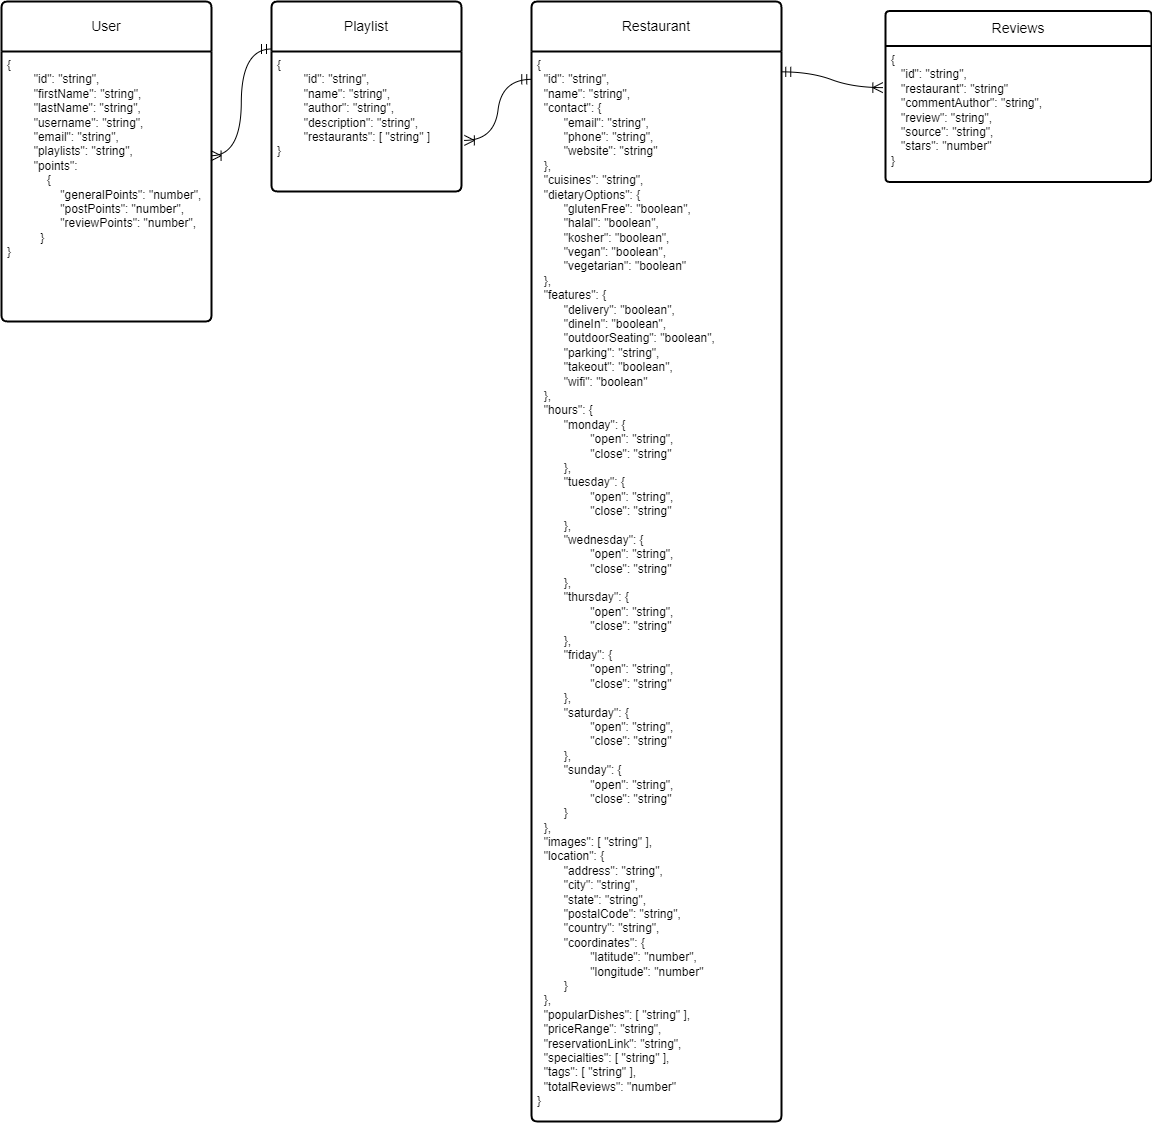 User
{
"id": "string",
"firstName": "string",
"lastName": "string",
"username": "string",
"email": "string",
"playlists": "string",
"points":
{
"generalPoints": "number",
"postPoints": "number",
"reviewPoints": "number",
}
}
Playlist
{
"id": "string",
"name": "string",
"author": "string",
"description": "string",
"restaurants": [ "string" ]
}
Restaurant
{
"id": "string",
"name": "string",
"contact": {
"email": "string",
"phone": "string",
"website": "string"
},
"cuisines": "string",
"dietaryOptions": {
"glutenFree": "boolean",
"halal": "boolean",
"kosher": "boolean",
"vegan": "boolean",
"vegetarian": "boolean"
},
"features": {
"delivery": "boolean",
"dineIn": "boolean",
"outdoorSeating": "boolean",
"parking": "string",
"takeout": "boolean",
"wifi": "boolean"
},
"hours": {
"monday": {
"open": "string",
"close": "string"
},
"tuesday": {
"open": "string",
"close": "string"
},
"wednesday": {
"open": "string",
"close": "string"
},
"thursday": {
"open": "string",
"close": "string"
},
"friday": {
"open": "string",
"close": "string"
},
"saturday": {
"open": "string",
"close": "string"
},
"sunday": {
"open": "string",
"close": "string"
}
},
"images": [ "string" ],
"location": {
"address": "string",
"city": "string",
"state": "string",
"postalCode": "string",
"country": "string",
"coordinates": {
"latitude": "number",
"longitude": "number"
}
},
"popularDishes": [ "string" ],
"priceRange": "string",
"reservationLink": "string",
"specialties": [ "string" ],
"tags": [ "string" ],
"totalReviews": "number"
}
Reviews
{
"id": "string",
"restaurant": "string"
"commentAuthor": "string",
"review": "string",
"source": "string",
"stars": "number"
}